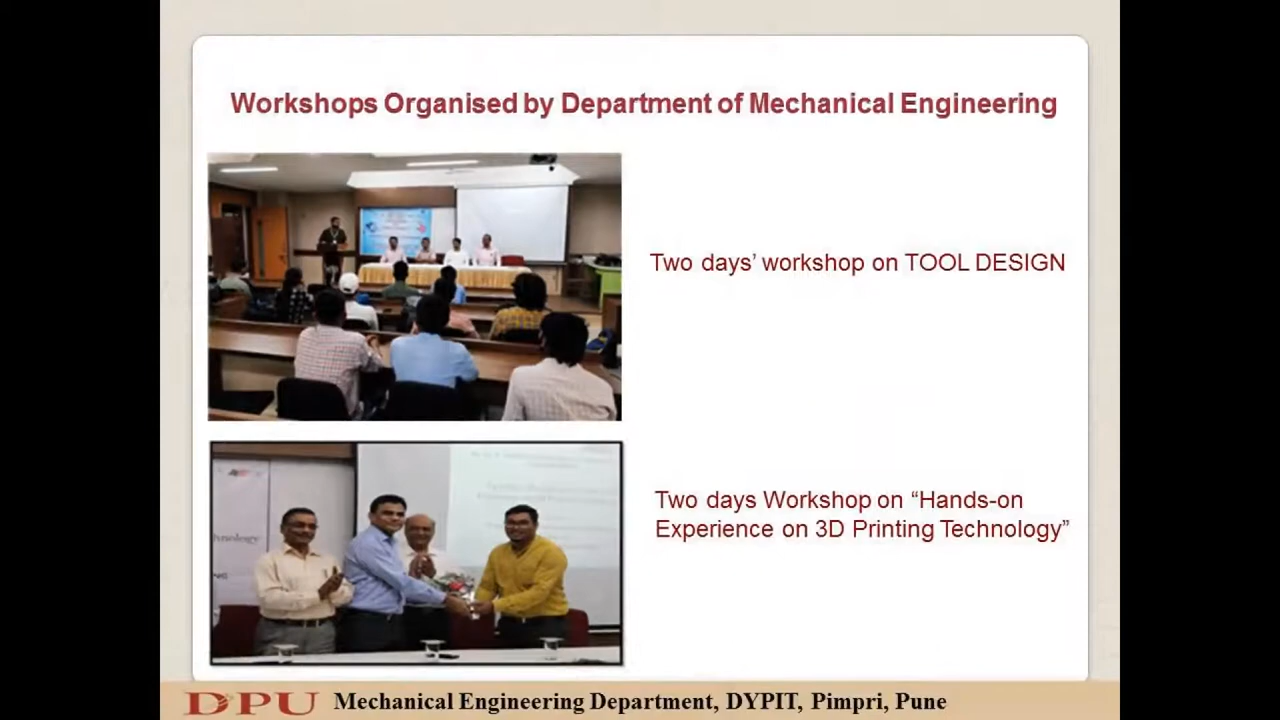 Workshops Organised by Department of Mechanical Engineering
Two days’ workshop on TOOL DESIGN
Two days Workshop on “Hands-on
Experience on 3D Printing Technology”
DPU Mechanical Engineering Department, DYPIT, Pimpri, Pune